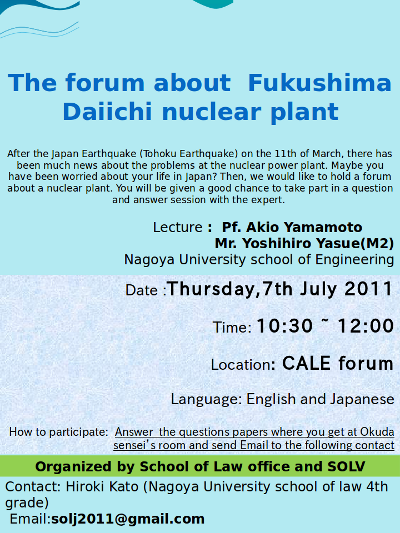 The forum about Fukushima
Daiichi nuclear plant
After the Japan Earthquake (Tohoku Earthquake) on the 11th of March, there has
been much news about the problems at the nuclear power plant. Maybe you
have been worried about your life in Japan? Then, we would like to hold a forum
about a nuclear plant. You will be given a good chance to take part in a question
and answer session with the expert.
Lecture : Pf. Akio Yamamoto
Mr. Yoshihiro Yasue(M2)
Nagoya University school of Engineering
Date :Thursday,7th July 2011
Time: 10:30 ~ 12:00
Location: CALE forum
Language: English and Japanese
How to participate: Answer the questions papers where you get at Okuda
sensei's room and send Email to the following contact
Organized by School of Law office and SOLV
Contact: Hiroki Kato (Nagoya University school of law 4th
grade)
Email:solj2011@gmail.com